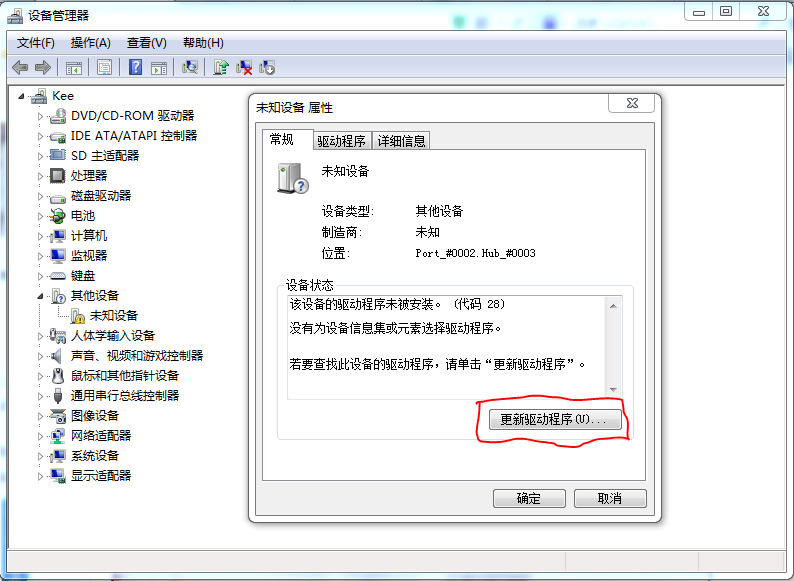 设备管理器
文件(F) 操作(A) 查看(V) 帮助(H)
Kee
DVD/CD-ROM 驱动器
IDE ATA/ATAPI 控制器
SD 主适配器
处理器
磁盘驱动器
电池
计算机
监视器
键盘
其他设备
未知设备
人体学输入设备
声音、视频和游戏控制器
鼠标和其他指针设备
通用串行总线控制器
图像设备
网络适配器
系统设备
显示适配器
未知设备 属性
常规 驱动程序 详细信息
未知设备
设备类型: 其他设备
制造商: 未知
位置: Port_#0002.Hub_#0003
设备状态
该设备的驱动程序未被安装。 (代码 28)
没有为设备信息集或元素选择驱动程序。
若要查找此设备的驱动程序，请单击“更新驱动程序”。
更新驱动程序(U)...
确定 取消